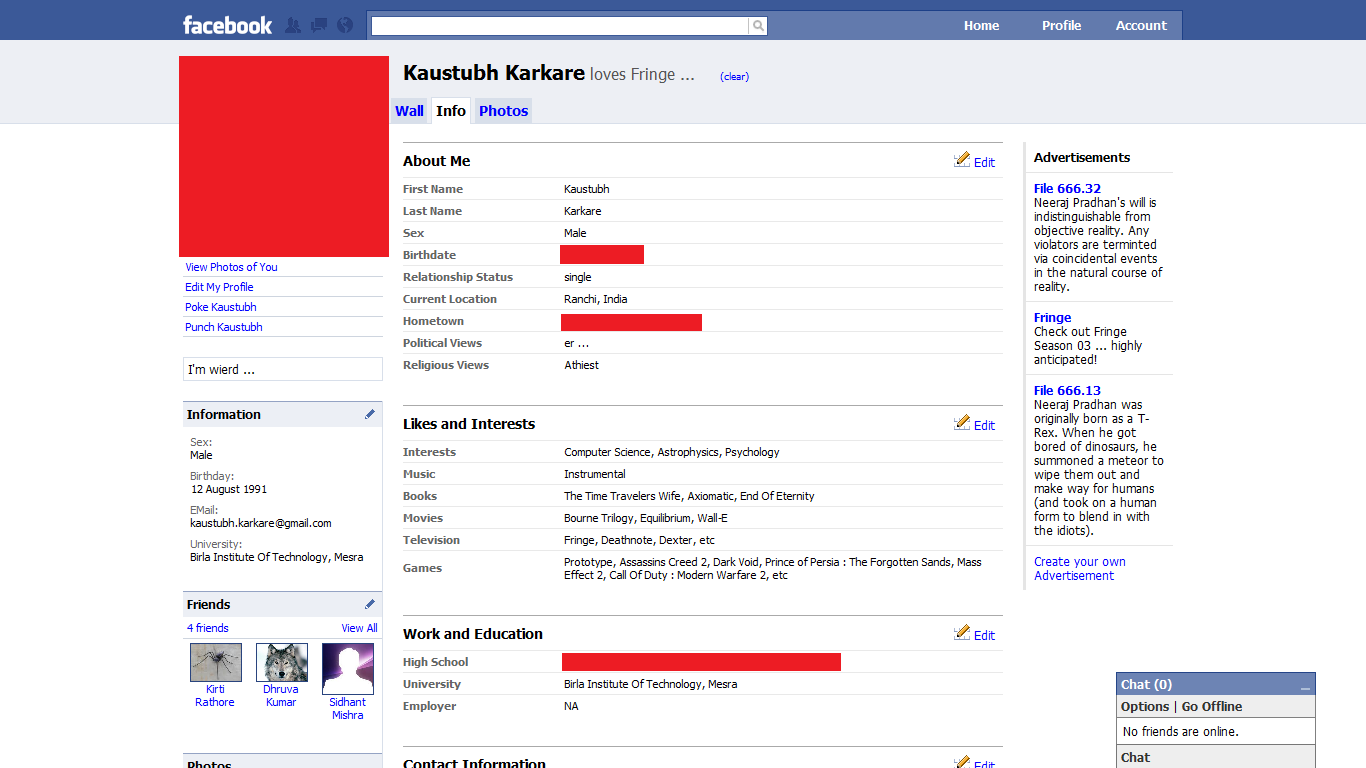 facebook
Home Profile Account
Kaustubh Karkare loves Fringe ... (clear)
Wall Info Photos
View Photos of You
Edit My Profile
Poke Kaustubh
Punch Kaustubh
I'm wierd ...
Information
Sex:
Male
Birthday:
12 August 1991
EMail:
kaustubh.karkare@gmail.com
University:
Birla Institute Of Technology, Mesra
Friends
4 friends View All
Kirti
Rathore
Dhruva
Kumar
Sidhant
Mishra
Photos
About Me Edit
First Name Kaustubh
Last Name Karkare
Sex Male
Birthdate
Relationship Status single
Current Location Ranchi, India
Hometown
Political Views er ...
Religious Views Athiest
Likes and Interests Edit
Interests Computer Science, Astrophysics, Psychology
Music Instrumental
Books The Time Travelers Wife, Axiomatic, End Of Eternity
Movies Bourne Trilogy, Equilibrium, Wall-E
Television Fringe, Deathnote, Dexter, etc
Games Prototype, Assassins Creed 2, Dark Void, Prince of Persia : The Forgotten Sands, Mass
Effect 2, Call Of Duty : Modern Warfare 2, etc
Work and Education Edit
High School
University Birla Institute Of Technology, Mesra
Employer NA
Contact Information Edit
Advertisements
File 666.32
Neeraj Pradhan's will is
indistinguishable from
objective reality. Any
violators are terminted
via coincidental events
in the natural course of
reality.
Fringe
Check out Fringe
Season 03 ... highly
anticipated!
File 666.13
Neeraj Pradhan was
originally born as a T-
Rex. When he got
bored of dinosaurs, he
summoned a meteor to
wipe them out and
make way for humans
(and took on a human
form to blend in with
the idiots).
Create your own
Advertisement
Chat (0)
Options | Go Offline
No friends are online.
Chat